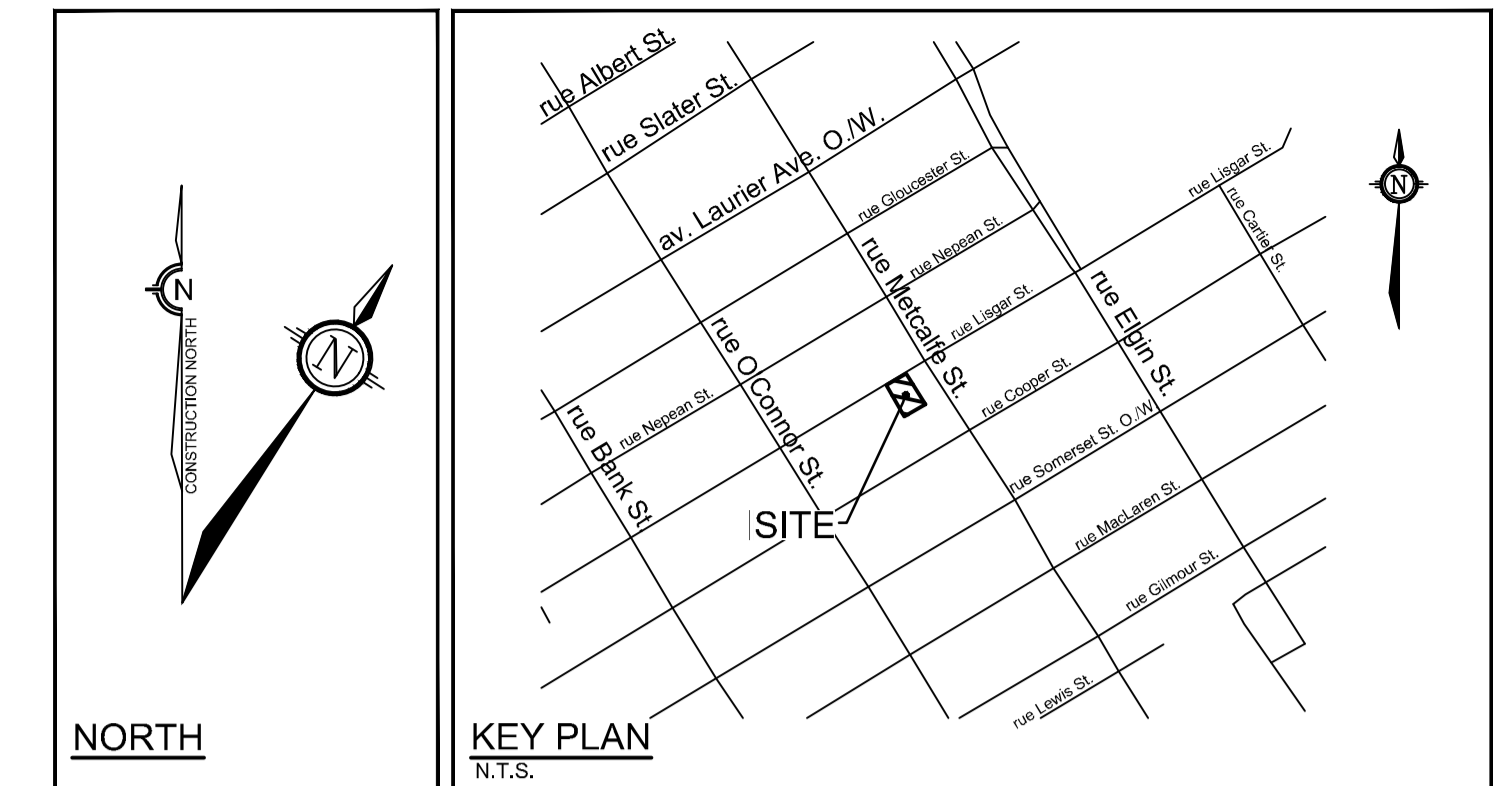 N
CONSTRUCTION NORTH
N
NORTH
rue Albert St.
rue Slater St.
av. Laurier Ave. O./W.
rue Gloucester St.
rue Nepean St.
rue Lisgar St.
rue Lisgar St.
rue Cartier St.
rue Metcalfe St.
rue Elgin St.
rue O'Connor St.
rue Bank St.
rue Nepean St.
rue Cooper St.
rue Somerset St. O./W
rue MacLaren St.
rue Gilmour St.
rue Lewis St.
SITE
N
KEY PLAN
N.T.S.